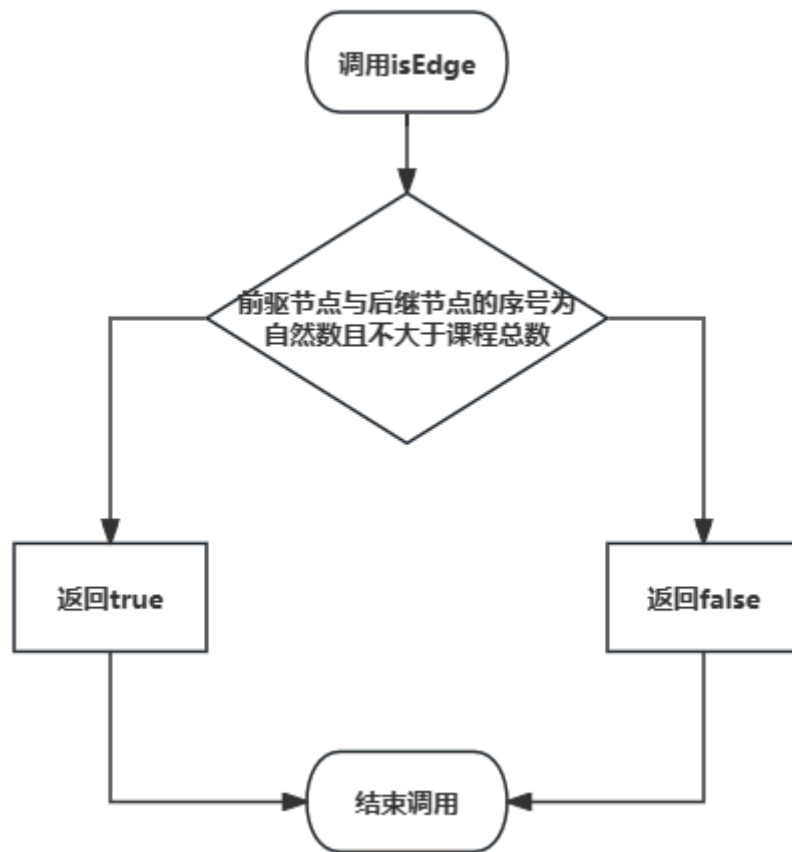 调用isEdge
前驱节点与后继节点的序号为
自然数且不大于课程总数
返回true
返回false
结束调用